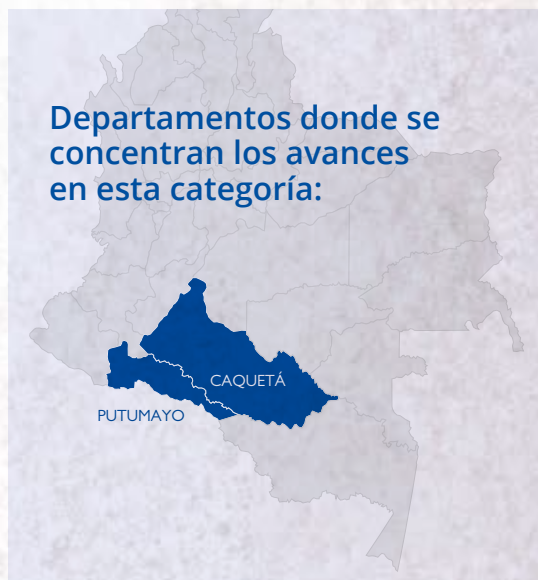 Departamentos donde se
concentran los avances
en esta categoría:
CAQUETÁ
PUTUMAYO